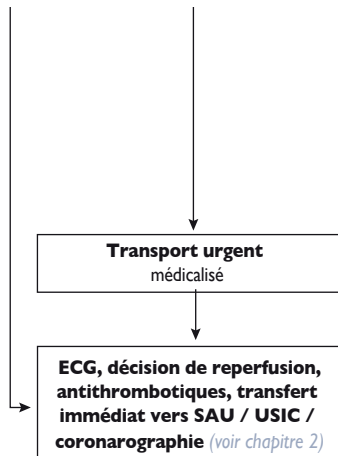 Transport urgent
médicalisé
ECG, décision de reperfusion,
antithrombotiques, transfert
immédiat vers SAU / USIC /
coronarographie (voir chapitre 2)